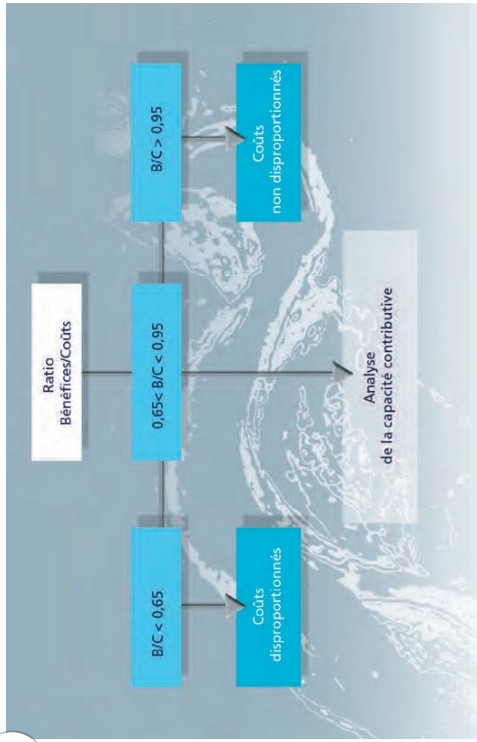 Ratio
Bénéfices/Coûts
B/C < 0,65
0,65< B/C < 0,95
B/C > 0,95
Coûts
disproportionnés
Coûts
non disproportionnés
Analyse
de la capacité contributive